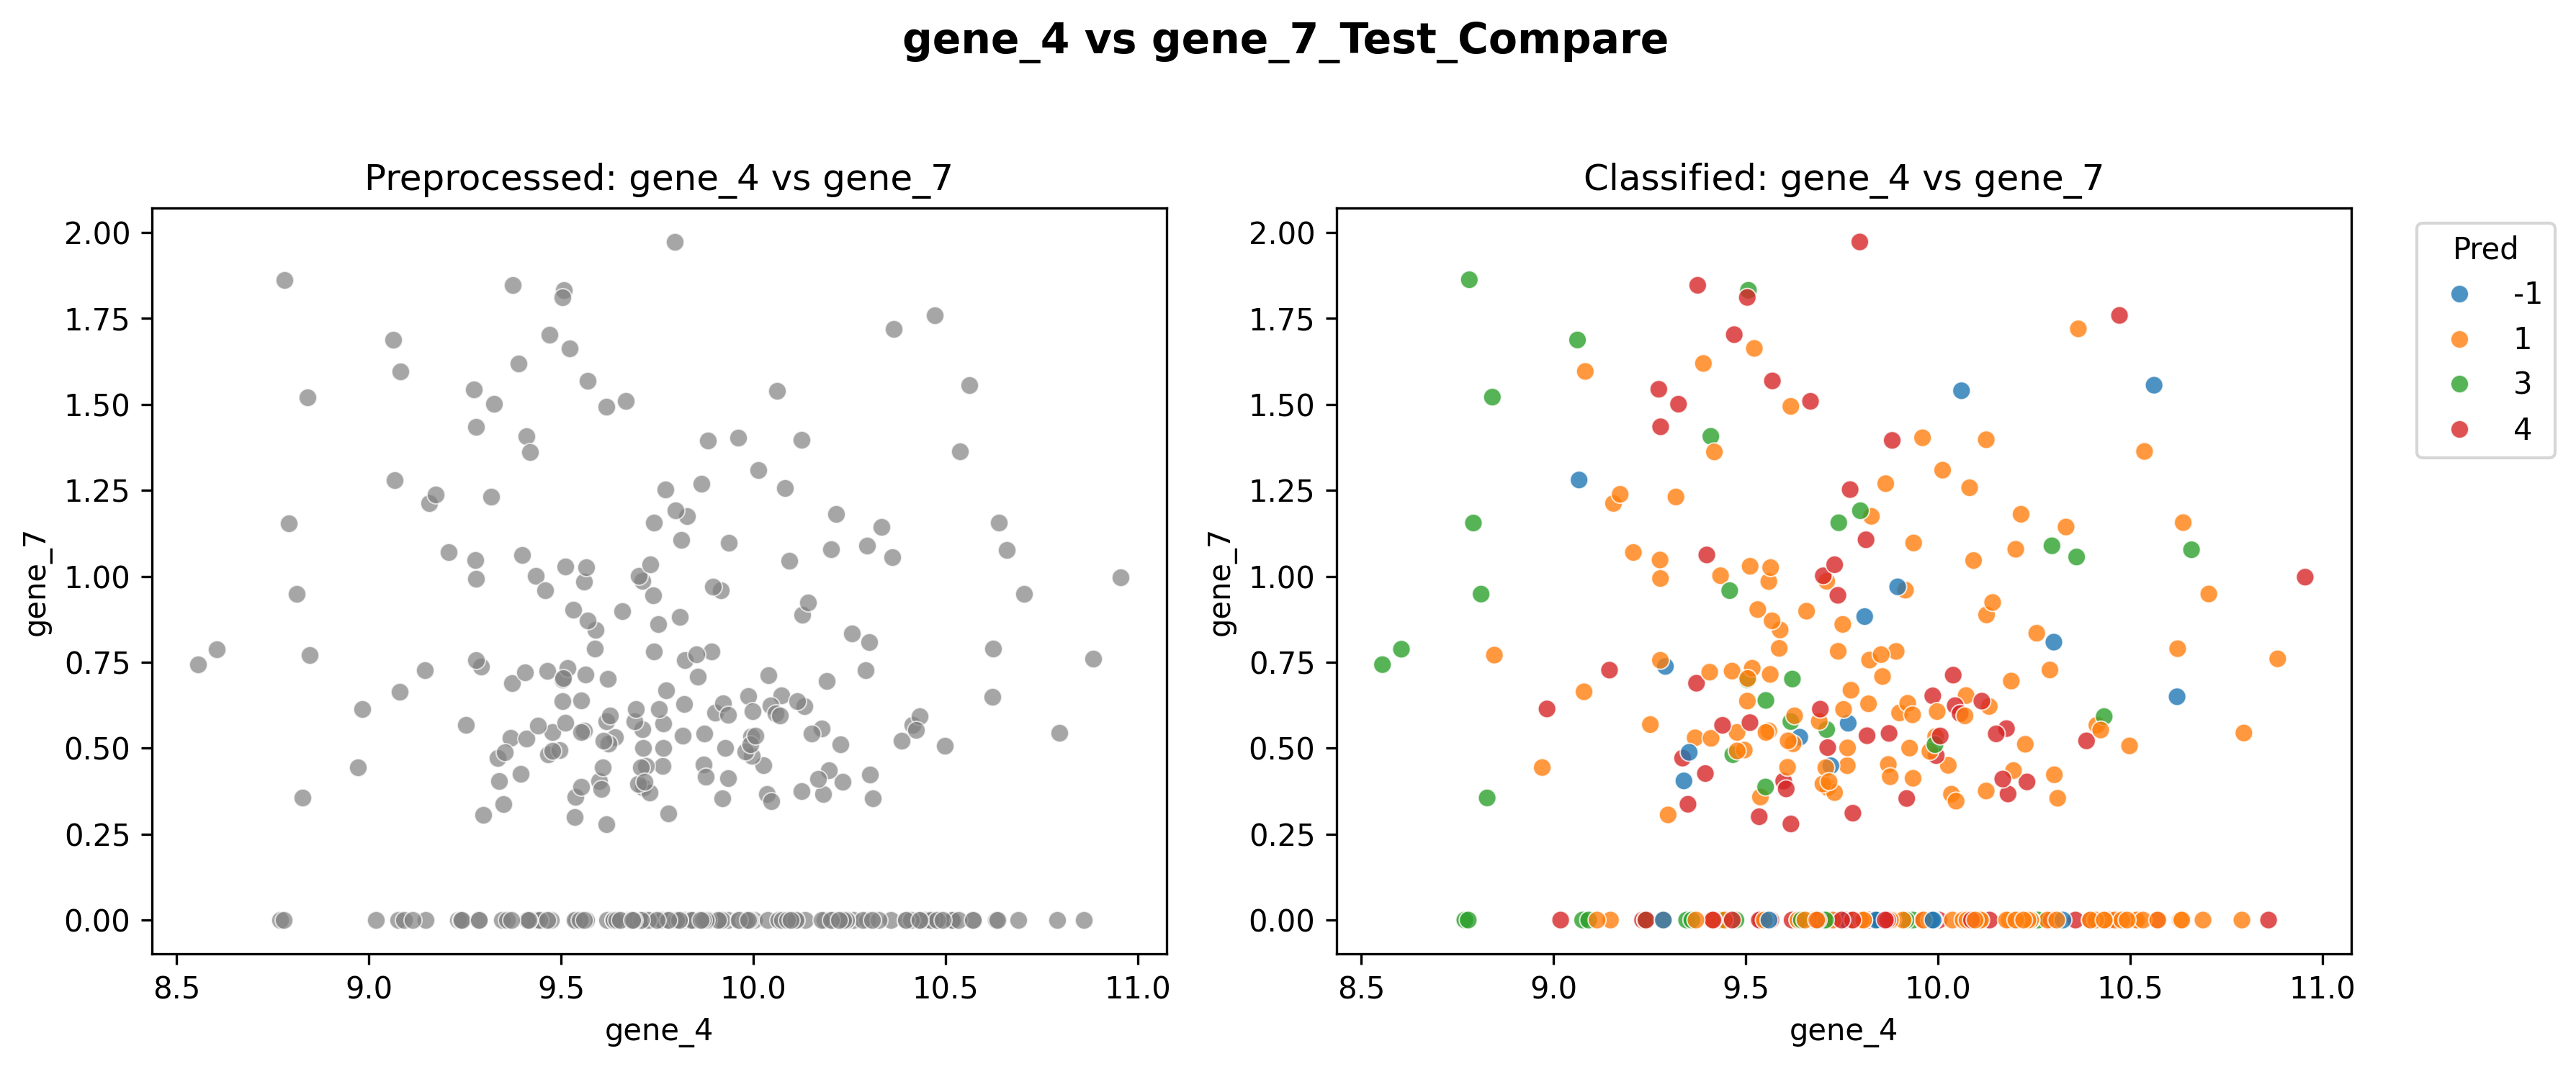 gene_4 vs gene_7_Test_Compare
Preprocessed: gene_4 vs gene_7
2.00
1.75
1.50
1.25
1.00
0.75
0.50
0.25
0.00
gene_7
8.5 9.0 9.5 10.0 10.5 11.0
gene_4
Classified: gene_4 vs gene_7
2.00
1.75
1.50
1.25
1.00
0.75
0.50
0.25
0.00
gene_7
8.5 9.0 9.5 10.0 10.5 11.0
gene_4
Pred
-1
1
3
4